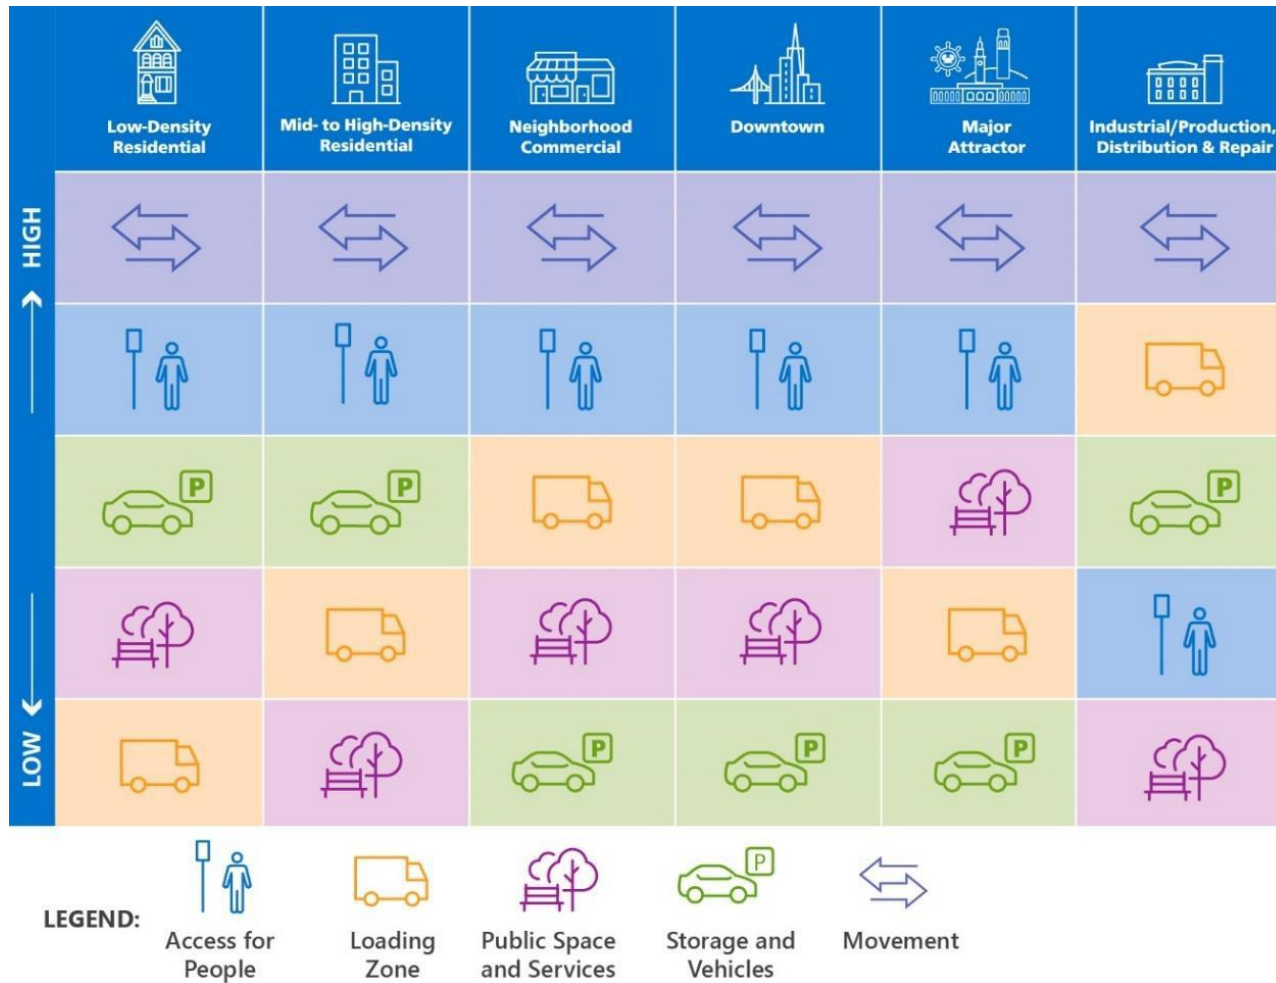 Low-Density
Residential
Mid- to High-Density
Residential
Neighborhood
Commercial
Downtown
Major
Attractor
Industrial/Production,
Distribution & Repair
HIGH
LOW
P
P
P
P
P
P
LEGEND:
Access for
People
Loading
Zone
Public Space
and Services
P
Storage and
Vehicles
Movement